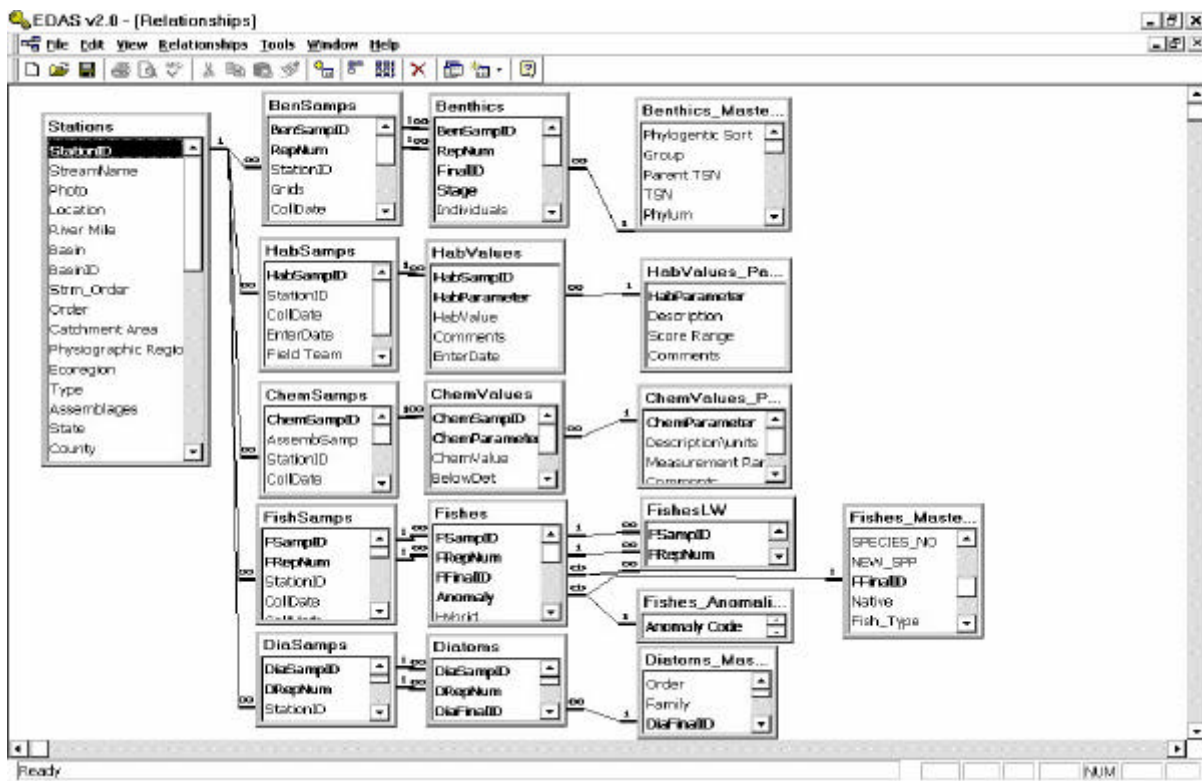 EDAS v2.0 - [Relationships]
File Edit View Relationships Tools Window Help
Stations
StationID
StreamName
Photo
Location
River Mile
Basin
BasinID
Strm_Order
Order
Catchment Area
Physiographic Regio
Ecoregion
Type
Assemblages
State
County
BenSamps
BenSampID
RepNum
StationID
Grids
CollDate
Benthics
BenSampID
RepNum
FinalID
Stage
Individuals
Benthics_Maste...
Phylogentic Sort
Group
Parent TSN
TSN
Phylum
HabSamps
HabSampID
StationID
CollDate
EnterDate
Field Team
HabValues
HabSampID
HabParameter
HabValue
Comments
EnterDate
HabValues_Pa...
HabParameter
Description
Score Range
Comments
ChemSamps
ChemSampID
AssembSamp
StationID
CollDate
ChemValues
ChemSampID
ChemParameter
ChemValue
BelowDet
ChemValues_P...
ChemParameter
Description\units
Measurement Par
Comments
FishSamps
FSampID
FRepNum
StationID
CollDate
Fishes
FSampID
FRepNum
FFinalID
Anomaly
Hybrid
FishesLW
FSampID
FRepNum
Fishes_Anomali...
Anomaly Code
Fishes_Maste...
SPECIES_NO
NEW_SPP
FFinalID
Native
Fish_Type
DiaSamps
DiaSampID
DRepNum
StationID
Diatoms
DiaSampID
DRepNum
DiaFinalID
Diatoms_Mas...
Order
Family
DiaFinalID
Ready
NUM